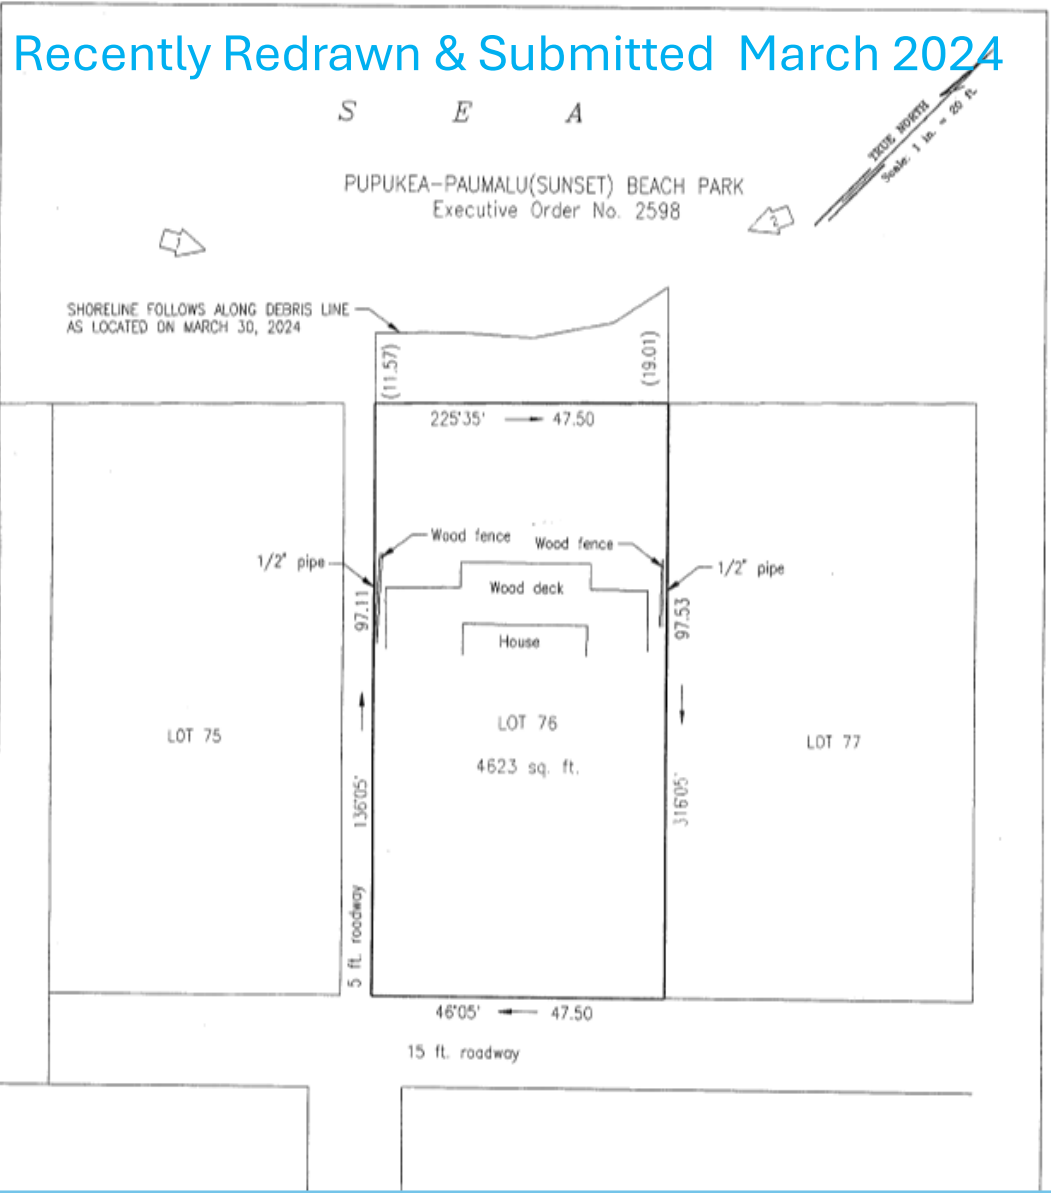 Recently Redrawn & Submitted March 2024
S E A
TRUE NORTH
Scale: 1 in. = 20 ft.
PUPUKEA-PAUMALU(SUNSET) BEACH PARK
Executive Order No. 2598
1
2
SHORELINE FOLLOWS ALONG DEBRIS LINE
AS LOCATED ON MARCH 30, 2024
(11.57)
(19.01)
225°35' 47.50
Wood fence
Wood fence
1/2" pipe
1/2" pipe
Wood deck
97.11
97.53
House
LOT 76
LOT 75
LOT 77
4623 sq. ft.
136°05'
316°05'
5 ft. roadway
46°05' 47.50
15 ft. roadway